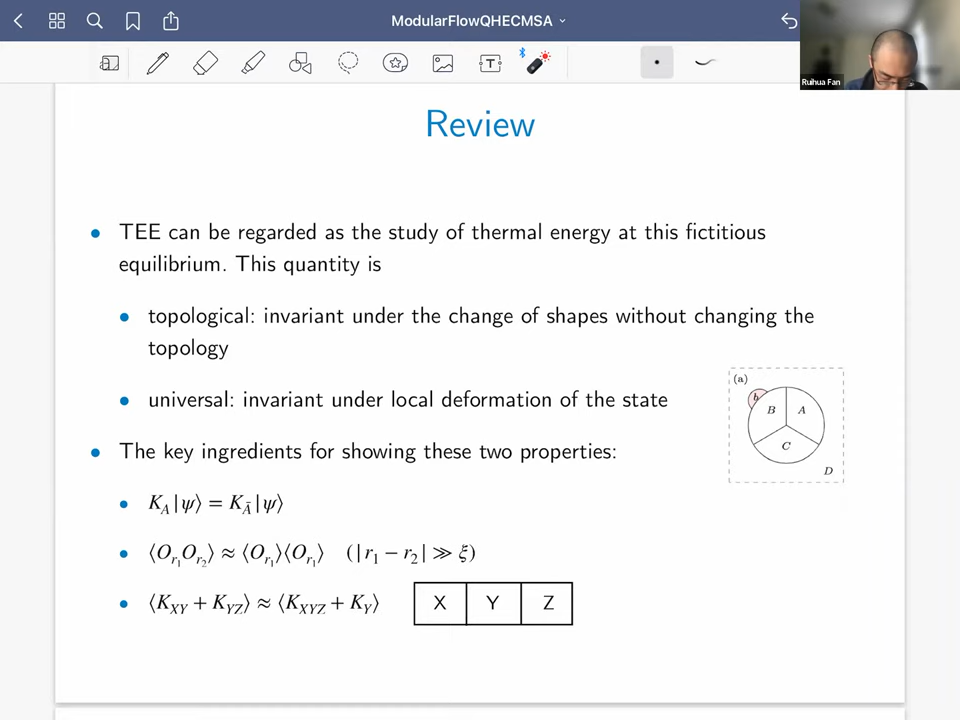 ModularFlowQHECMSA
T
Ruihua Fan
Review
TEE can be regarded as the study of thermal energy at this fictitious
equilibrium. This quantity is
topological: invariant under the change of shapes without changing the
topology
universal: invariant under local deformation of the state
The key ingredients for showing these two properties:
K_A|ψ⟩ = K_Ā|ψ⟩
⟨O_{r_1} O_{r_2}⟩ ≈ ⟨O_{r_1}⟩⟨O_{r_1}⟩ (|r_1 − r_2| ≫ ξ)
⟨K_{XY} + K_{YZ}⟩ ≈ ⟨K_{XYZ} + K_Y⟩
X Y Z
(a)
b
B A
C
D